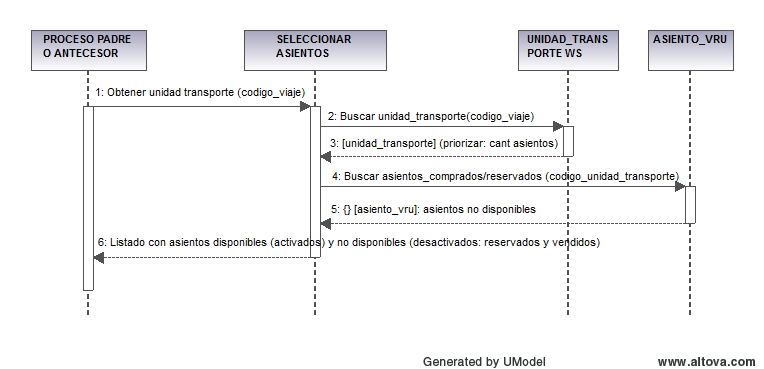 PROCESO PADRE
O ANTECESOR
SELECCIONAR
ASIENTOS
UNIDAD_TRANS
PORTE WS
ASIENTO_VRU
1: Obtener unidad transporte (codigo_viaje)
2: Buscar unidad_transporte(codigo_viaje)
3: [unidad_transporte] (priorizar: cant asientos)
4: Buscar asientos_comprados/reservados (codigo_unidad_transporte)
5: {} [asiento_vru]: asientos no disponibles
6: Listado con asientos disponibles (activados) y no disponibles (desactivados: reservados y vendidos)
Generated by UModel
www.altova.com